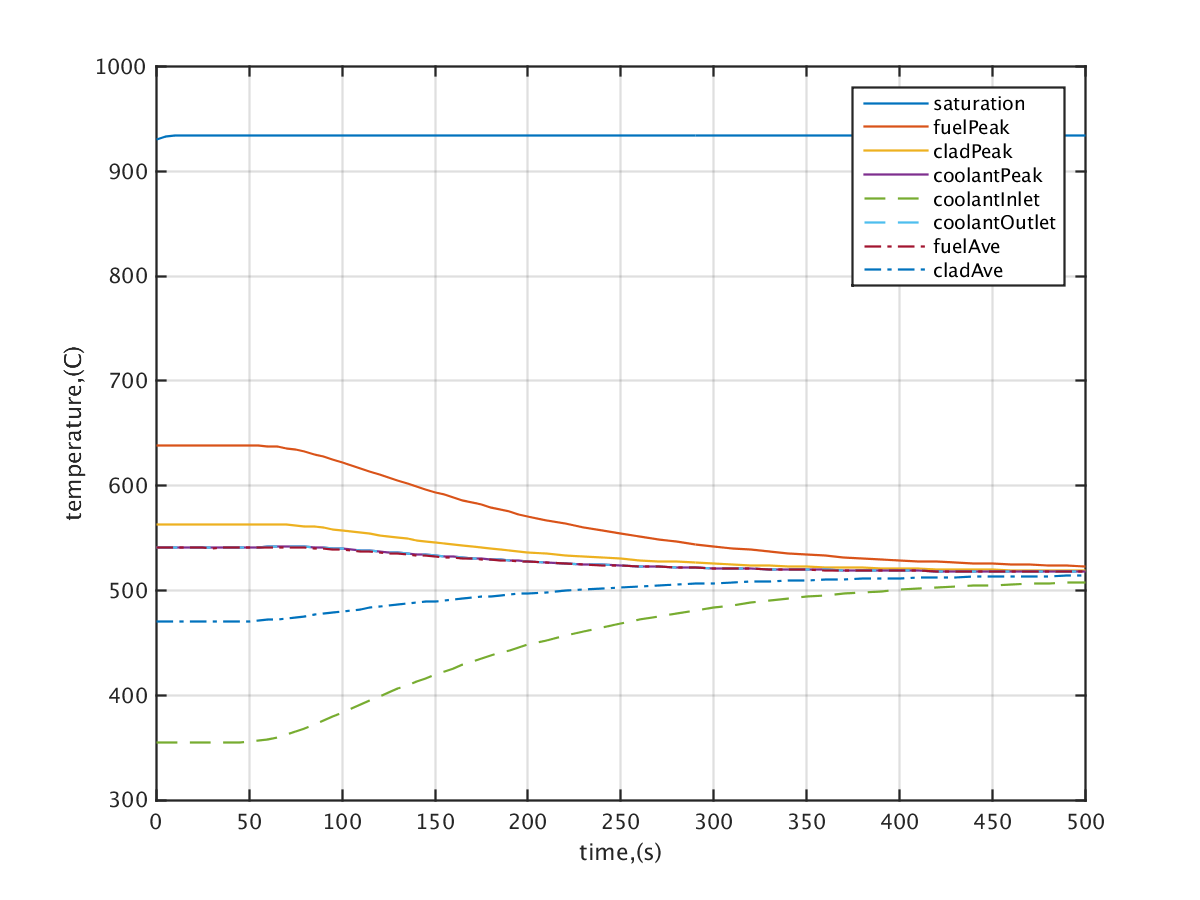 1000
900
800
700
600
500
400
300
temperature,(C)
saturation
fuelPeak
cladPeak
coolantPeak
coolantInlet
coolantOutlet
fuelAve
cladAve
0 50 100 150 200 250 300 350 400 450 500
time,(s)